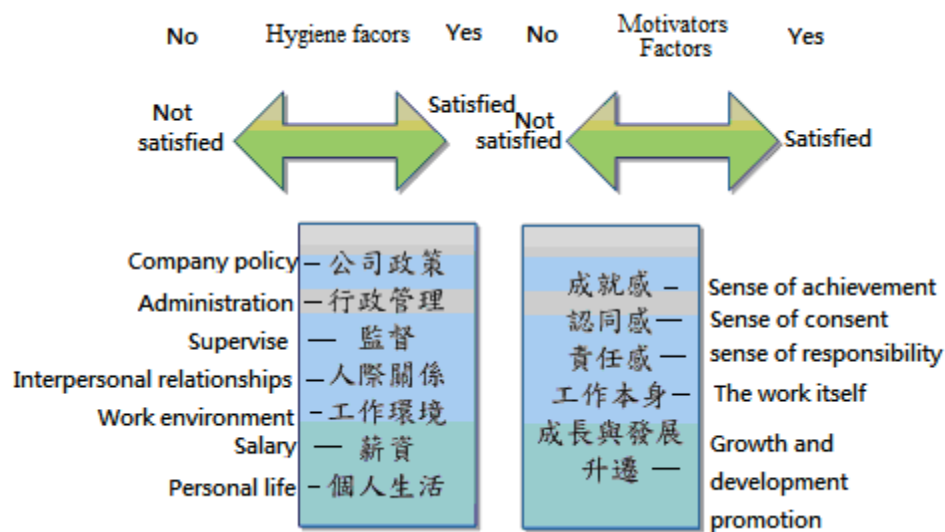 No Hygiene facors Yes No Motivators Factors Yes
Not satisfied
Satisfied
Not satisfied
Satisfied
Company policy 公司政策
Administration 行政管理
Supervise 監督
Interpersonal relationships 人際關係
Work environment 工作環境
Salary 薪資
Personal life 個人生活
成就感 Sense of achievement
認同感 Sense of consent
責任感 sense of responsibility
工作本身 The work itself
成長與發展 Growth and
升遷 development
promotion